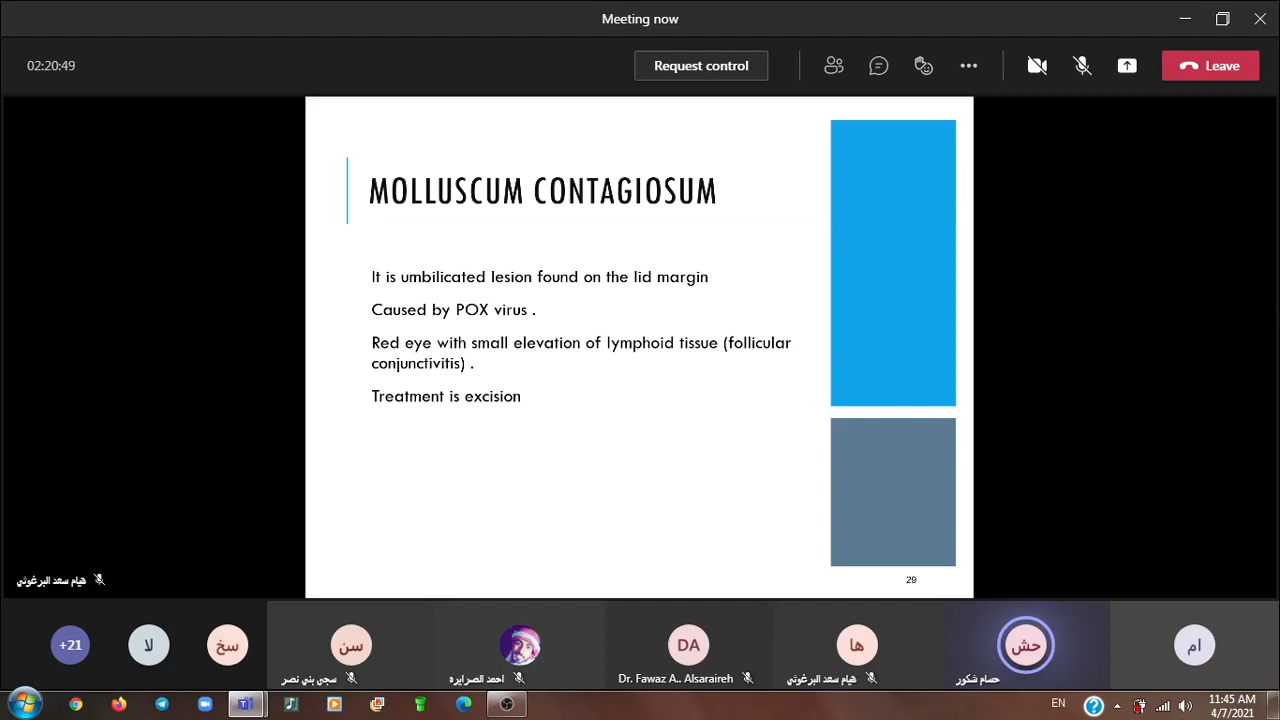 Meeting now
02:20:49
Request control
Leave
MOLLUSCUM CONTAGIOSUM
It is umbilicated lesion found on the lid margin
Caused by POX virus .
Red eye with small elevation of lymphoid tissue (follicular
conjunctivitis) .
Treatment is excision
29
هيام سعد البرغوثي
+21
لا
سخ
سن
DA
ها
حش
ام
سجى بني نصر
احمد الصرايره
Dr. Fawaz A.. Alsaraireh
هيام سعد البرغوثي
حسام شكور
EN
11:45 AM
4/7/2021